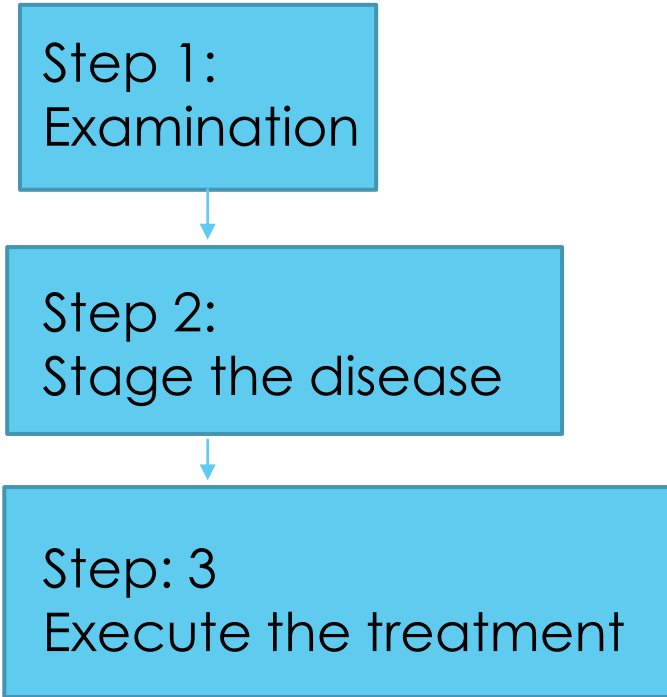 Step 1:
Examination
Step 2:
Stage the disease
Step: 3
Execute the treatment